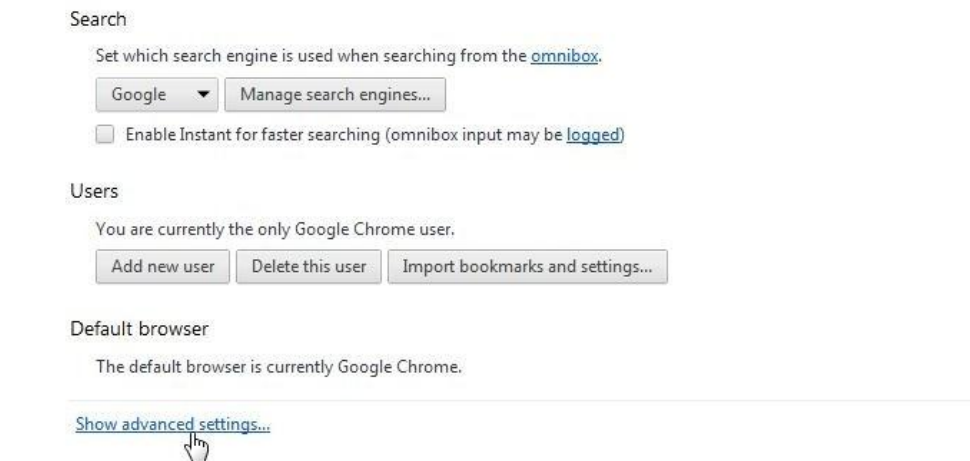 Search
Set which search engine is used when searching from the omnibox.
Google Manage search engines...
Enable Instant for faster searching (omnibox input may be logged)
Users
You are currently the only Google Chrome user.
Add new user Delete this user Import bookmarks and settings...
Default browser
The default browser is currently Google Chrome.
Show advanced settings...